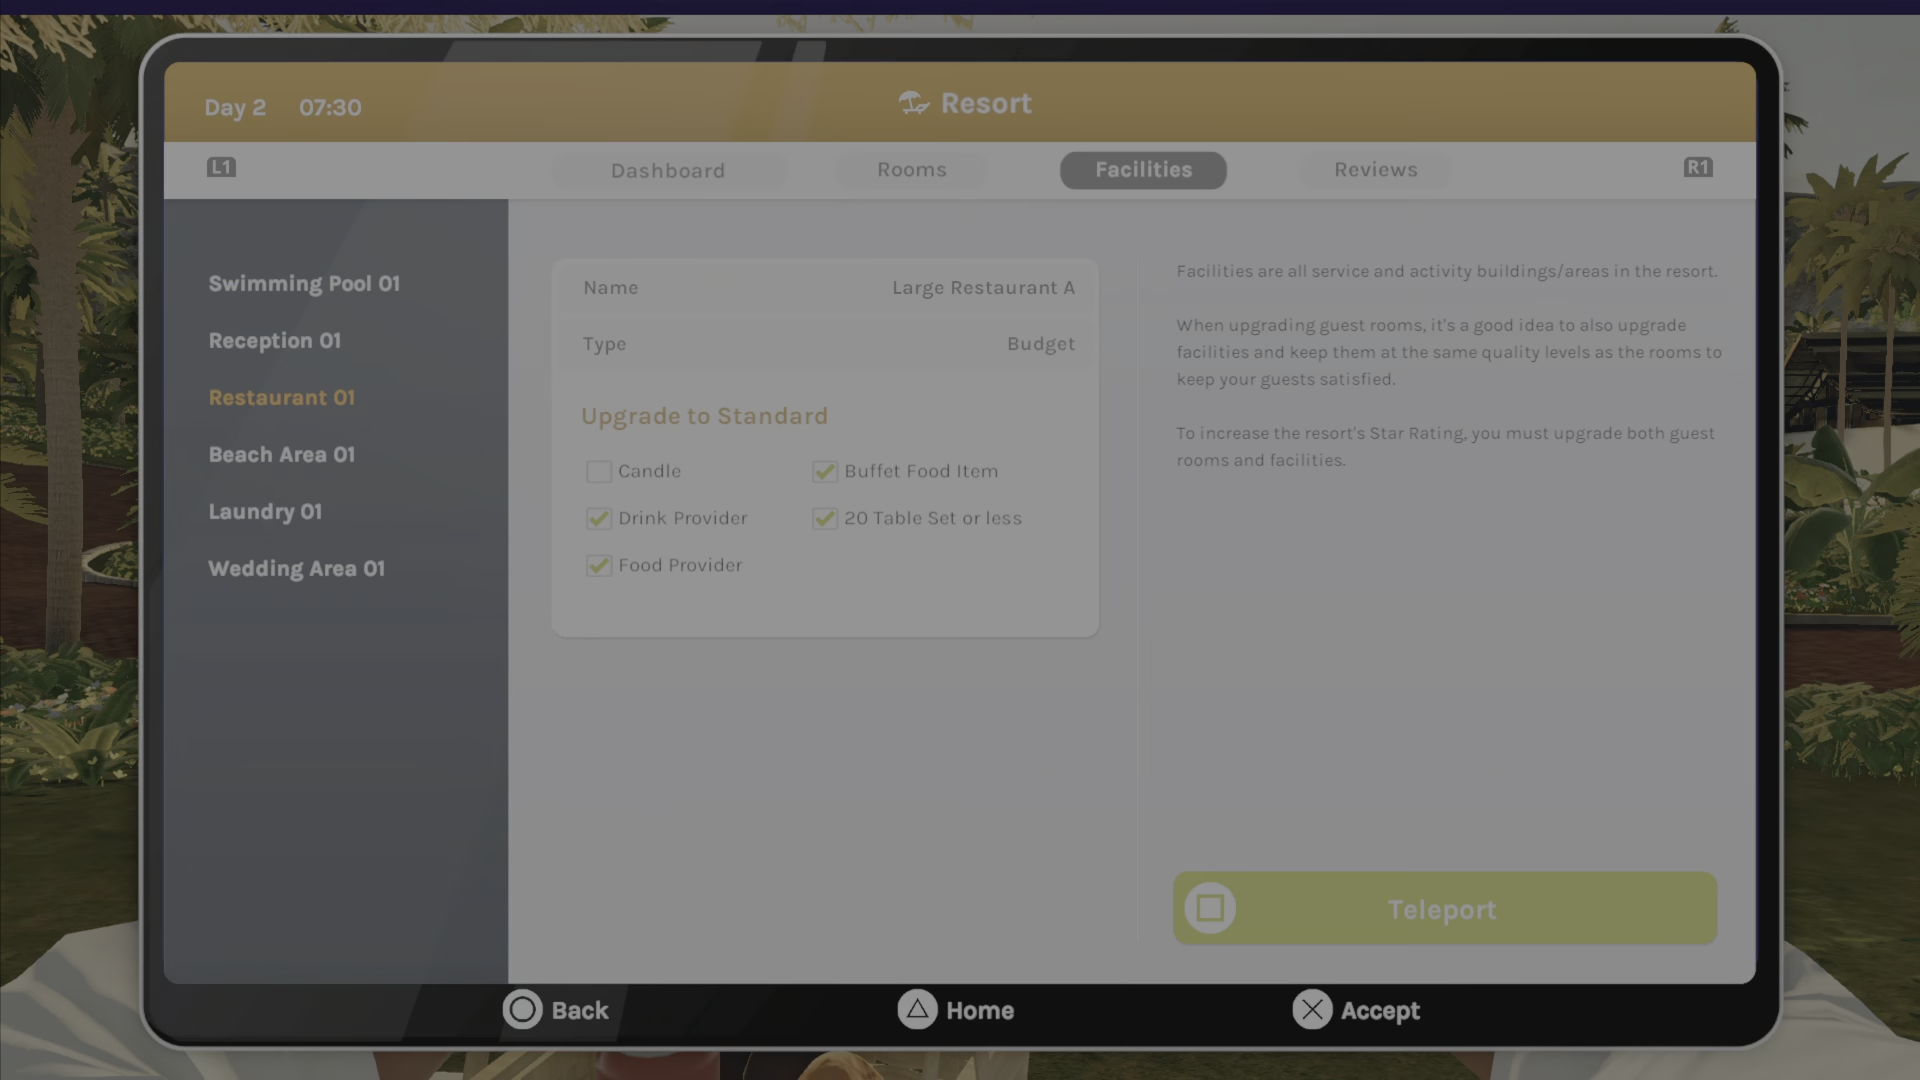 Day 2 07:30
Resort
L1 Dashboard Rooms Facilities Reviews R1
Swimming Pool 01
Reception 01
Restaurant 01
Beach Area 01
Laundry 01
Wedding Area 01
Name Large Restaurant A
Type Budget
Upgrade to Standard
Candle Buffet Food Item
Drink Provider 20 Table Set or less
Food Provider
Facilities are all service and activity buildings/areas in the resort.
When upgrading guest rooms, it's a good idea to also upgrade
facilities and keep them at the same quality levels as the rooms to
keep your guests satisfied.
To increase the resort's Star Rating, you must upgrade both guest
rooms and facilities.
Teleport
Back Home Accept